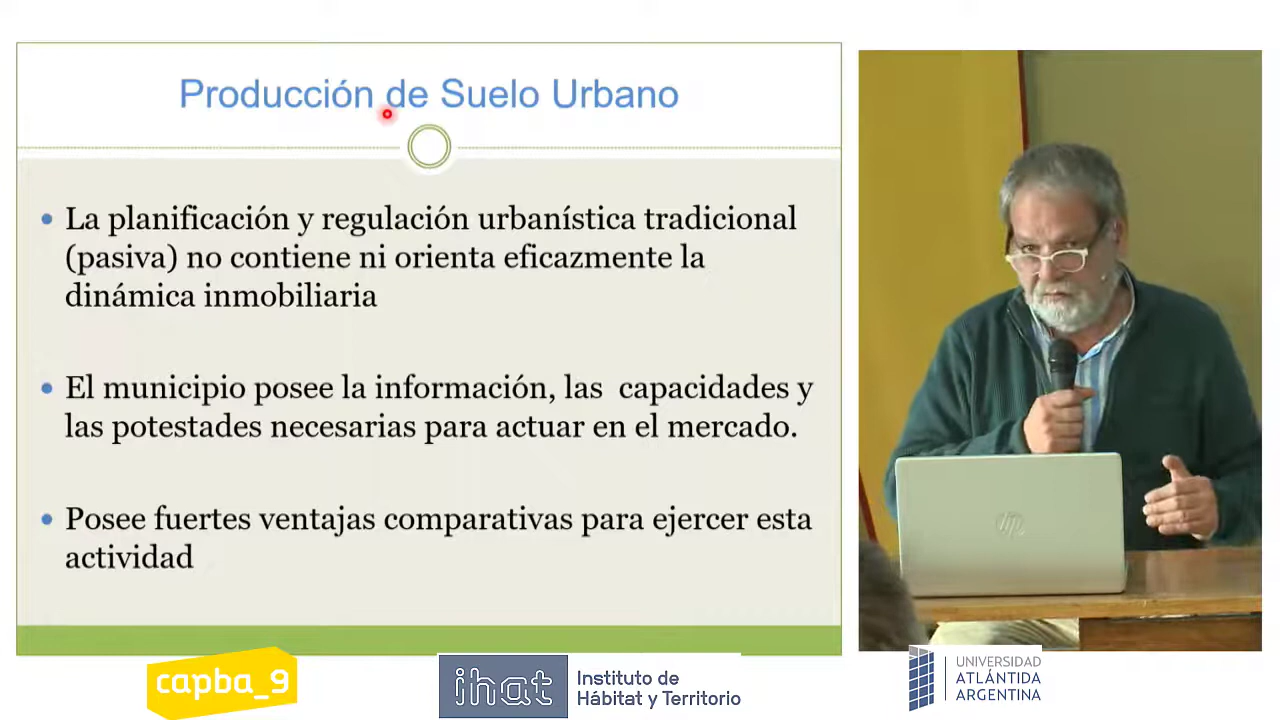 Producción de Suelo Urbano
La planificación y regulación urbanística tradicional
(pasiva) no contiene ni orienta eficazmente la
dinámica inmobiliaria
El municipio posee la información, las capacidades y
las potestades necesarias para actuar en el mercado.
Posee fuertes ventajas comparativas para ejercer esta
actividad
hp
capba_9
ihat
Instituto de
Hábitat y Territorio
UNIVERSIDAD
ATLÁNTIDA
ARGENTINA